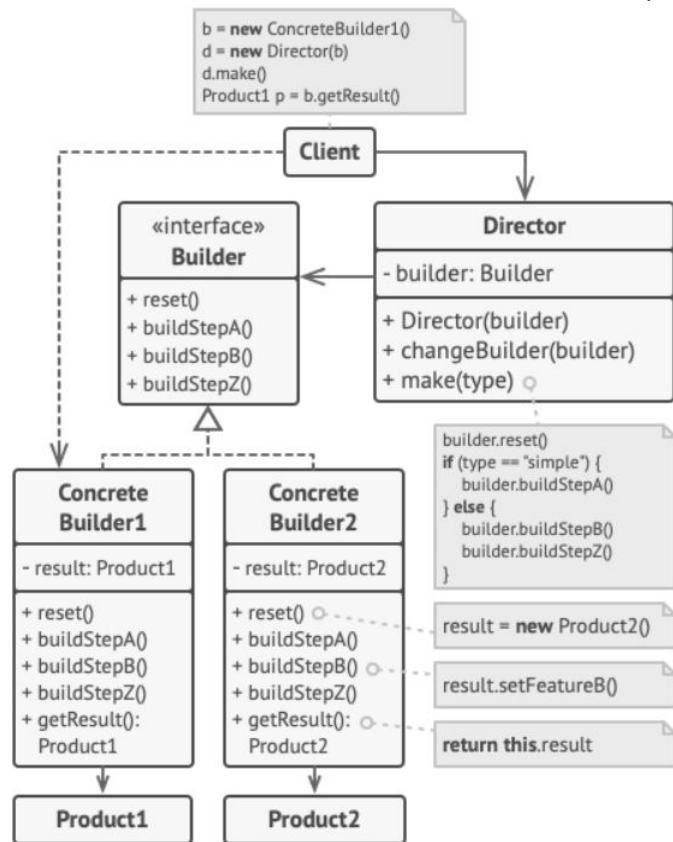 b = new ConcreteBuilder1()
d = new Director(b)
d.make()
Product1 p = b.getResult()
Client
«interface»
Builder
+ reset()
+ buildStepA()
+ buildStepB()
+ buildStepZ()
Director
- builder: Builder
+ Director(builder)
+ changeBuilder(builder)
+ make(type)
builder.reset()
if (type == "simple") {
builder.buildStepA()
} else {
builder.buildStepB()
builder.buildStepZ()
}
Concrete
Builder1
- result: Product1
+ reset()
+ buildStepA()
+ buildStepB()
+ buildStepZ()
+ getResult():
Product1
Concrete
Builder2
- result: Product2
+ reset()
+ buildStepA()
+ buildStepB()
+ buildStepZ()
+ getResult():
Product2
result = new Product2()
result.setFeatureB()
return this.result
Product1
Product2